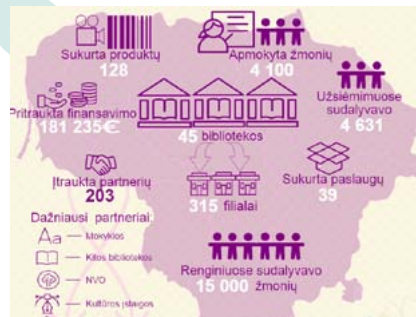 Sukurta produktų
128
Apmokyta žmonių
4 100
Pritraukta finansavimo
181 235€
45 bibliotekos
Užsiėmimuose
sudalyvavo
4 631
Įtraukta partnerių
203
315 filialai
Sukurta paslaugų
39
Dažniausi partneriai:
Aa — Mokyklos
— Kitos bibliotekos
— NVO
— Kultūros įstaigos
Renginiuose sudalyvavo
15 000 žmonių